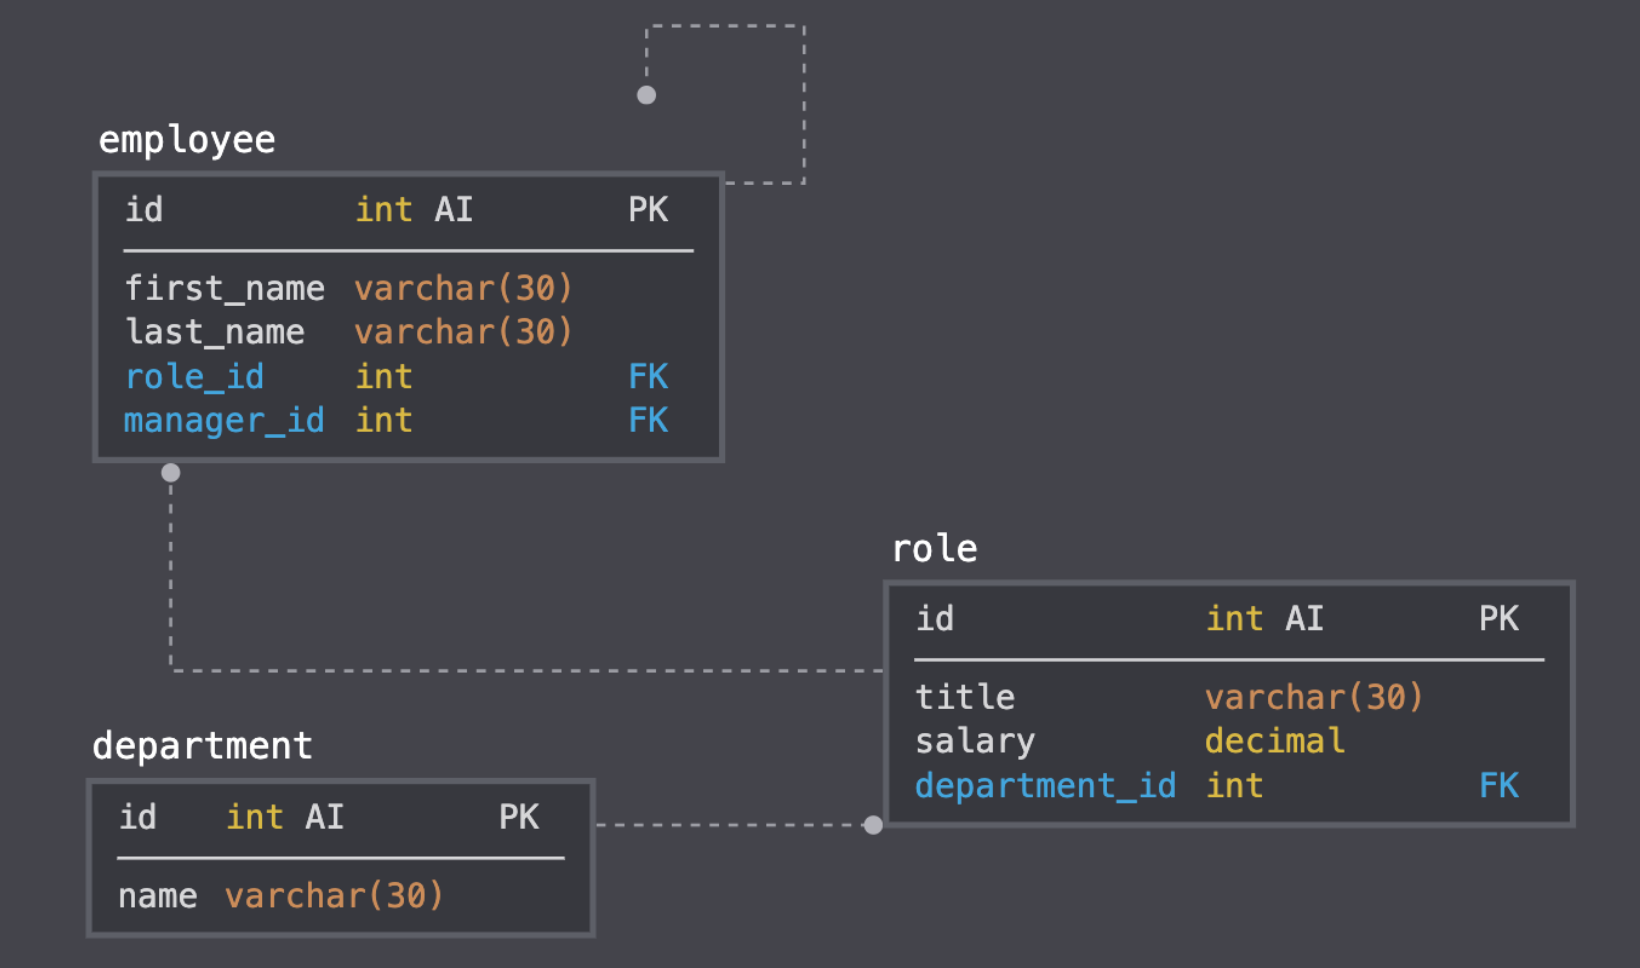 employee
id int AI PK
first_name varchar(30)
last_name varchar(30)
role_id int FK
manager_id int FK
role
id int AI PK
title varchar(30)
salary decimal
department_id int FK
department
id int AI PK
name varchar(30)